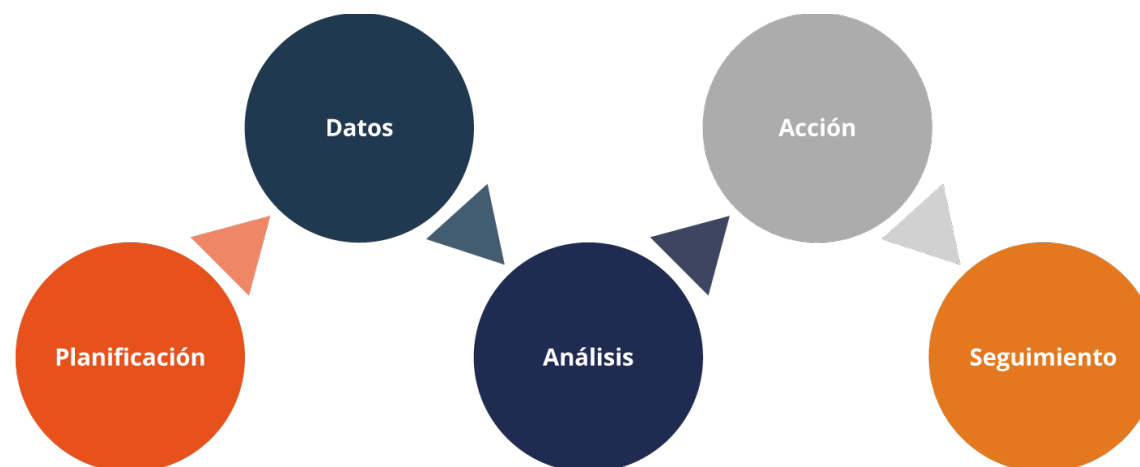 Planificación
Datos
Análisis
Acción
Seguimiento